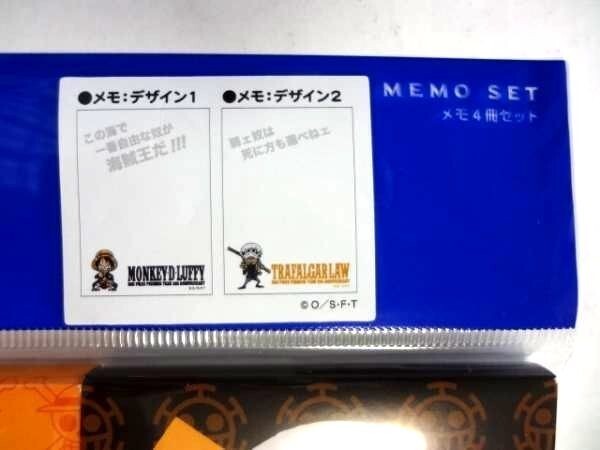 ●メモ:デザイン1
この海で
一番自由な奴が
海賊王だ!!!
MONKEY・D・LUFFY
●メモ:デザイン2
弱ェ奴は
死に方も選べねェ
TRAFALGARLAW
©O/S・F・T
MEMO SET
メモ4冊セット